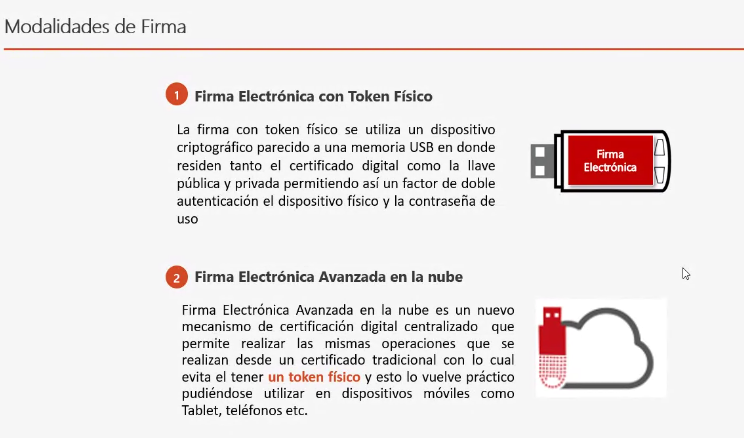 Modalidades de Firma
1 Firma Electrónica con Token Físico
La firma con token físico se utiliza un dispositivo
criptográfico parecido a una memoria USB en donde
residen tanto el certificado digital como la llave
pública y privada permitiendo así un factor de doble
autenticación el dispositivo físico y la contraseña de
uso
Firma
Electrónica
2 Firma Electrónica Avanzada en la nube
Firma Electrónica Avanzada en la nube es un nuevo
mecanismo de certificación digital centralizado que
permite realizar las mismas operaciones que se
realizan desde un certificado tradicional con lo cual
evita el tener un token físico y esto lo vuelve práctico
pudiéndose utilizar en dispositivos móviles como
Tablet, teléfonos etc.